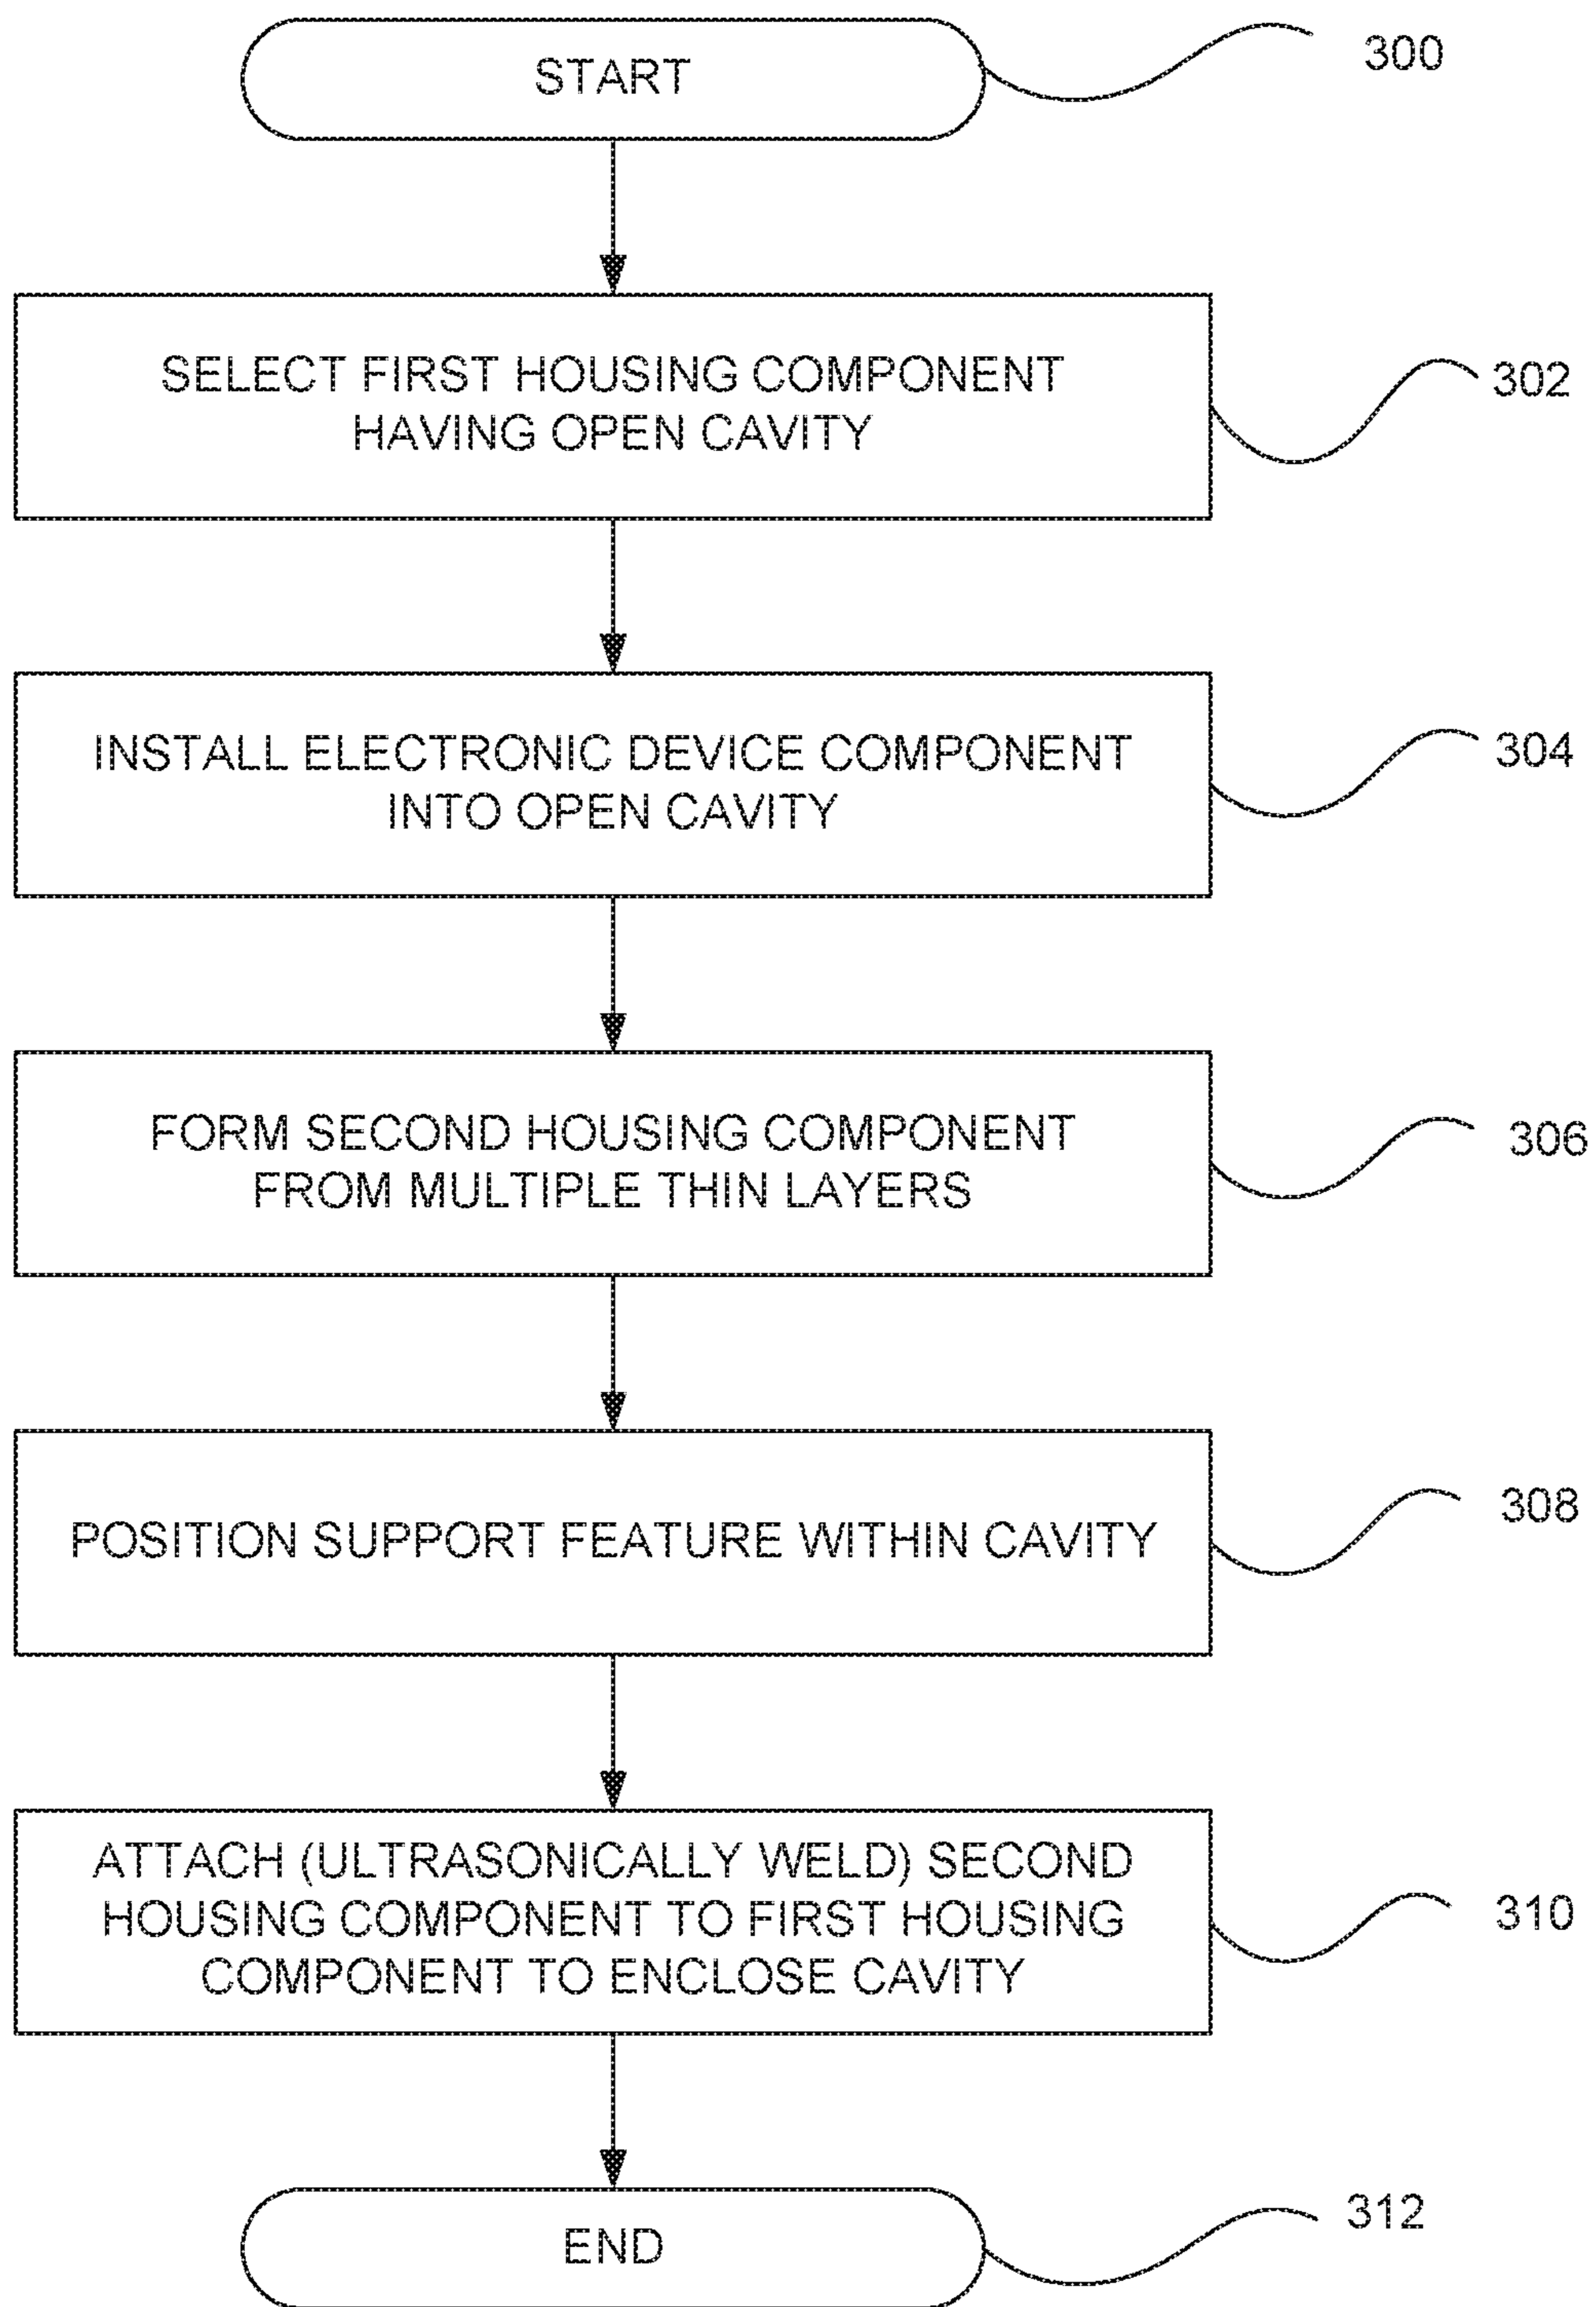 START
300
SELECT FIRST HOUSING COMPONENT
HAVING OPEN CAVITY
302
INSTALL ELECTRONIC DEVICE COMPONENT
INTO OPEN CAVITY
304
FORM SECOND HOUSING COMPONENT
FROM MULTIPLE THIN LAYERS
306
POSITION SUPPORT FEATURE WITHIN CAVITY
308
ATTACH (ULTRASONICALLY WELD) SECOND
HOUSING COMPONENT TO FIRST HOUSING
COMPONENT TO ENCLOSE CAVITY
310
END
312